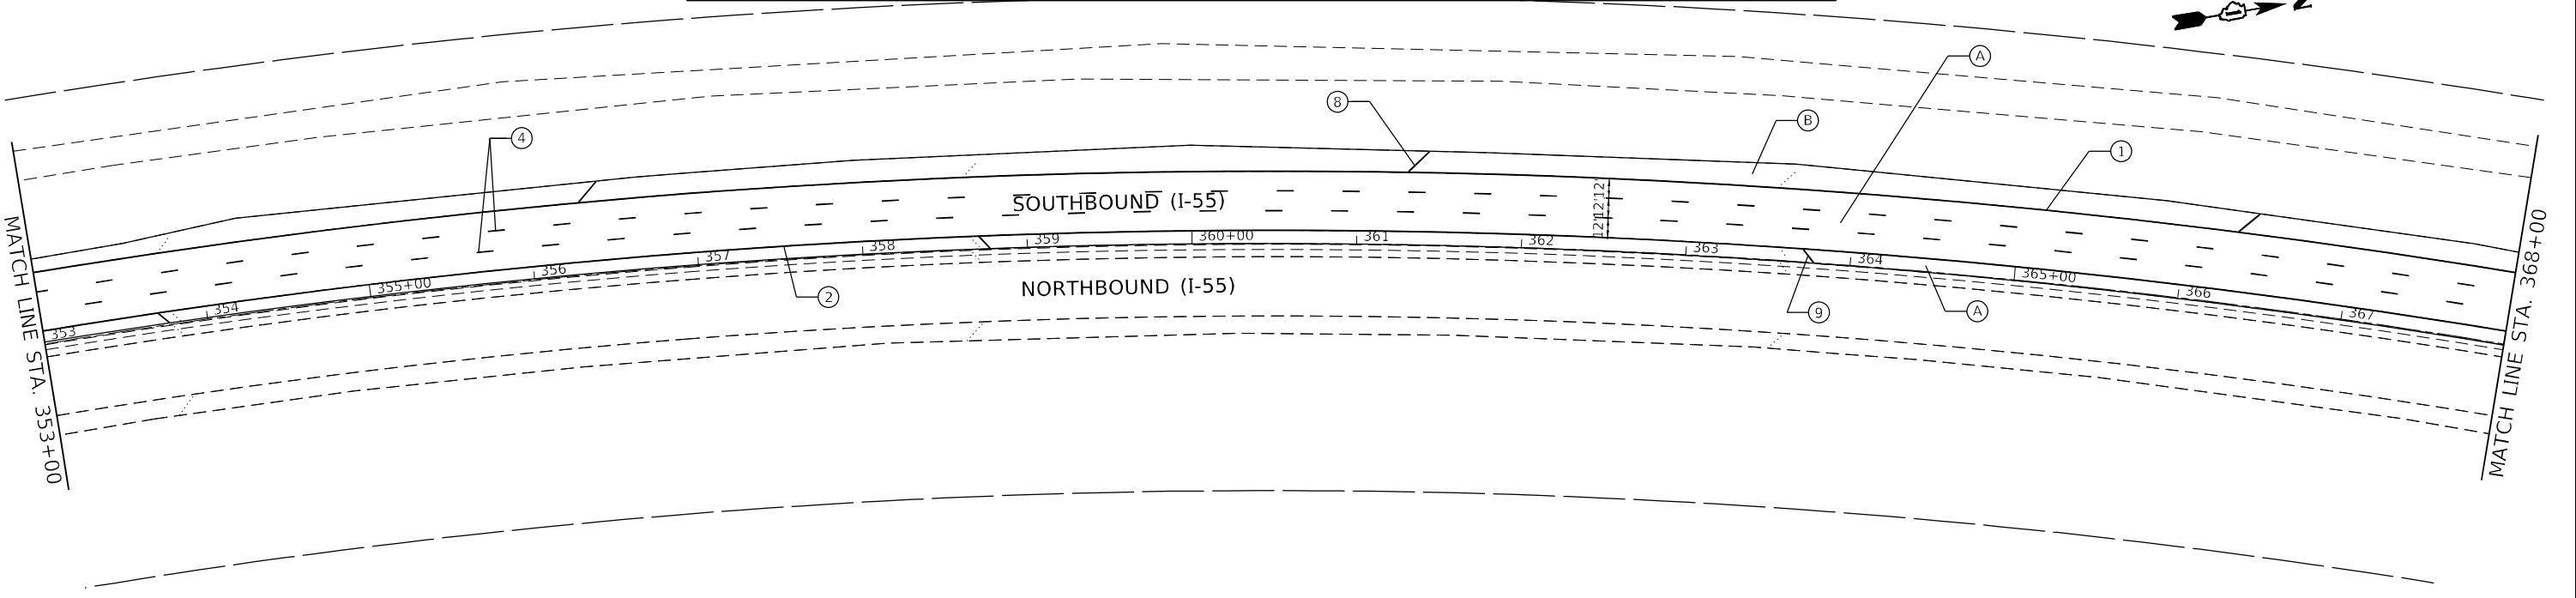 N
A
8
B
4
1
SOUTHBOUND (I-55)
12' 12' 12'
MATCH LINE STA. 353+00
353
354
355+00
356
357
358
359
360+00
361
362
363
364
365+00
366
367
MATCH LINE STA. 368+00
NORTHBOUND (I-55)
2
9
A